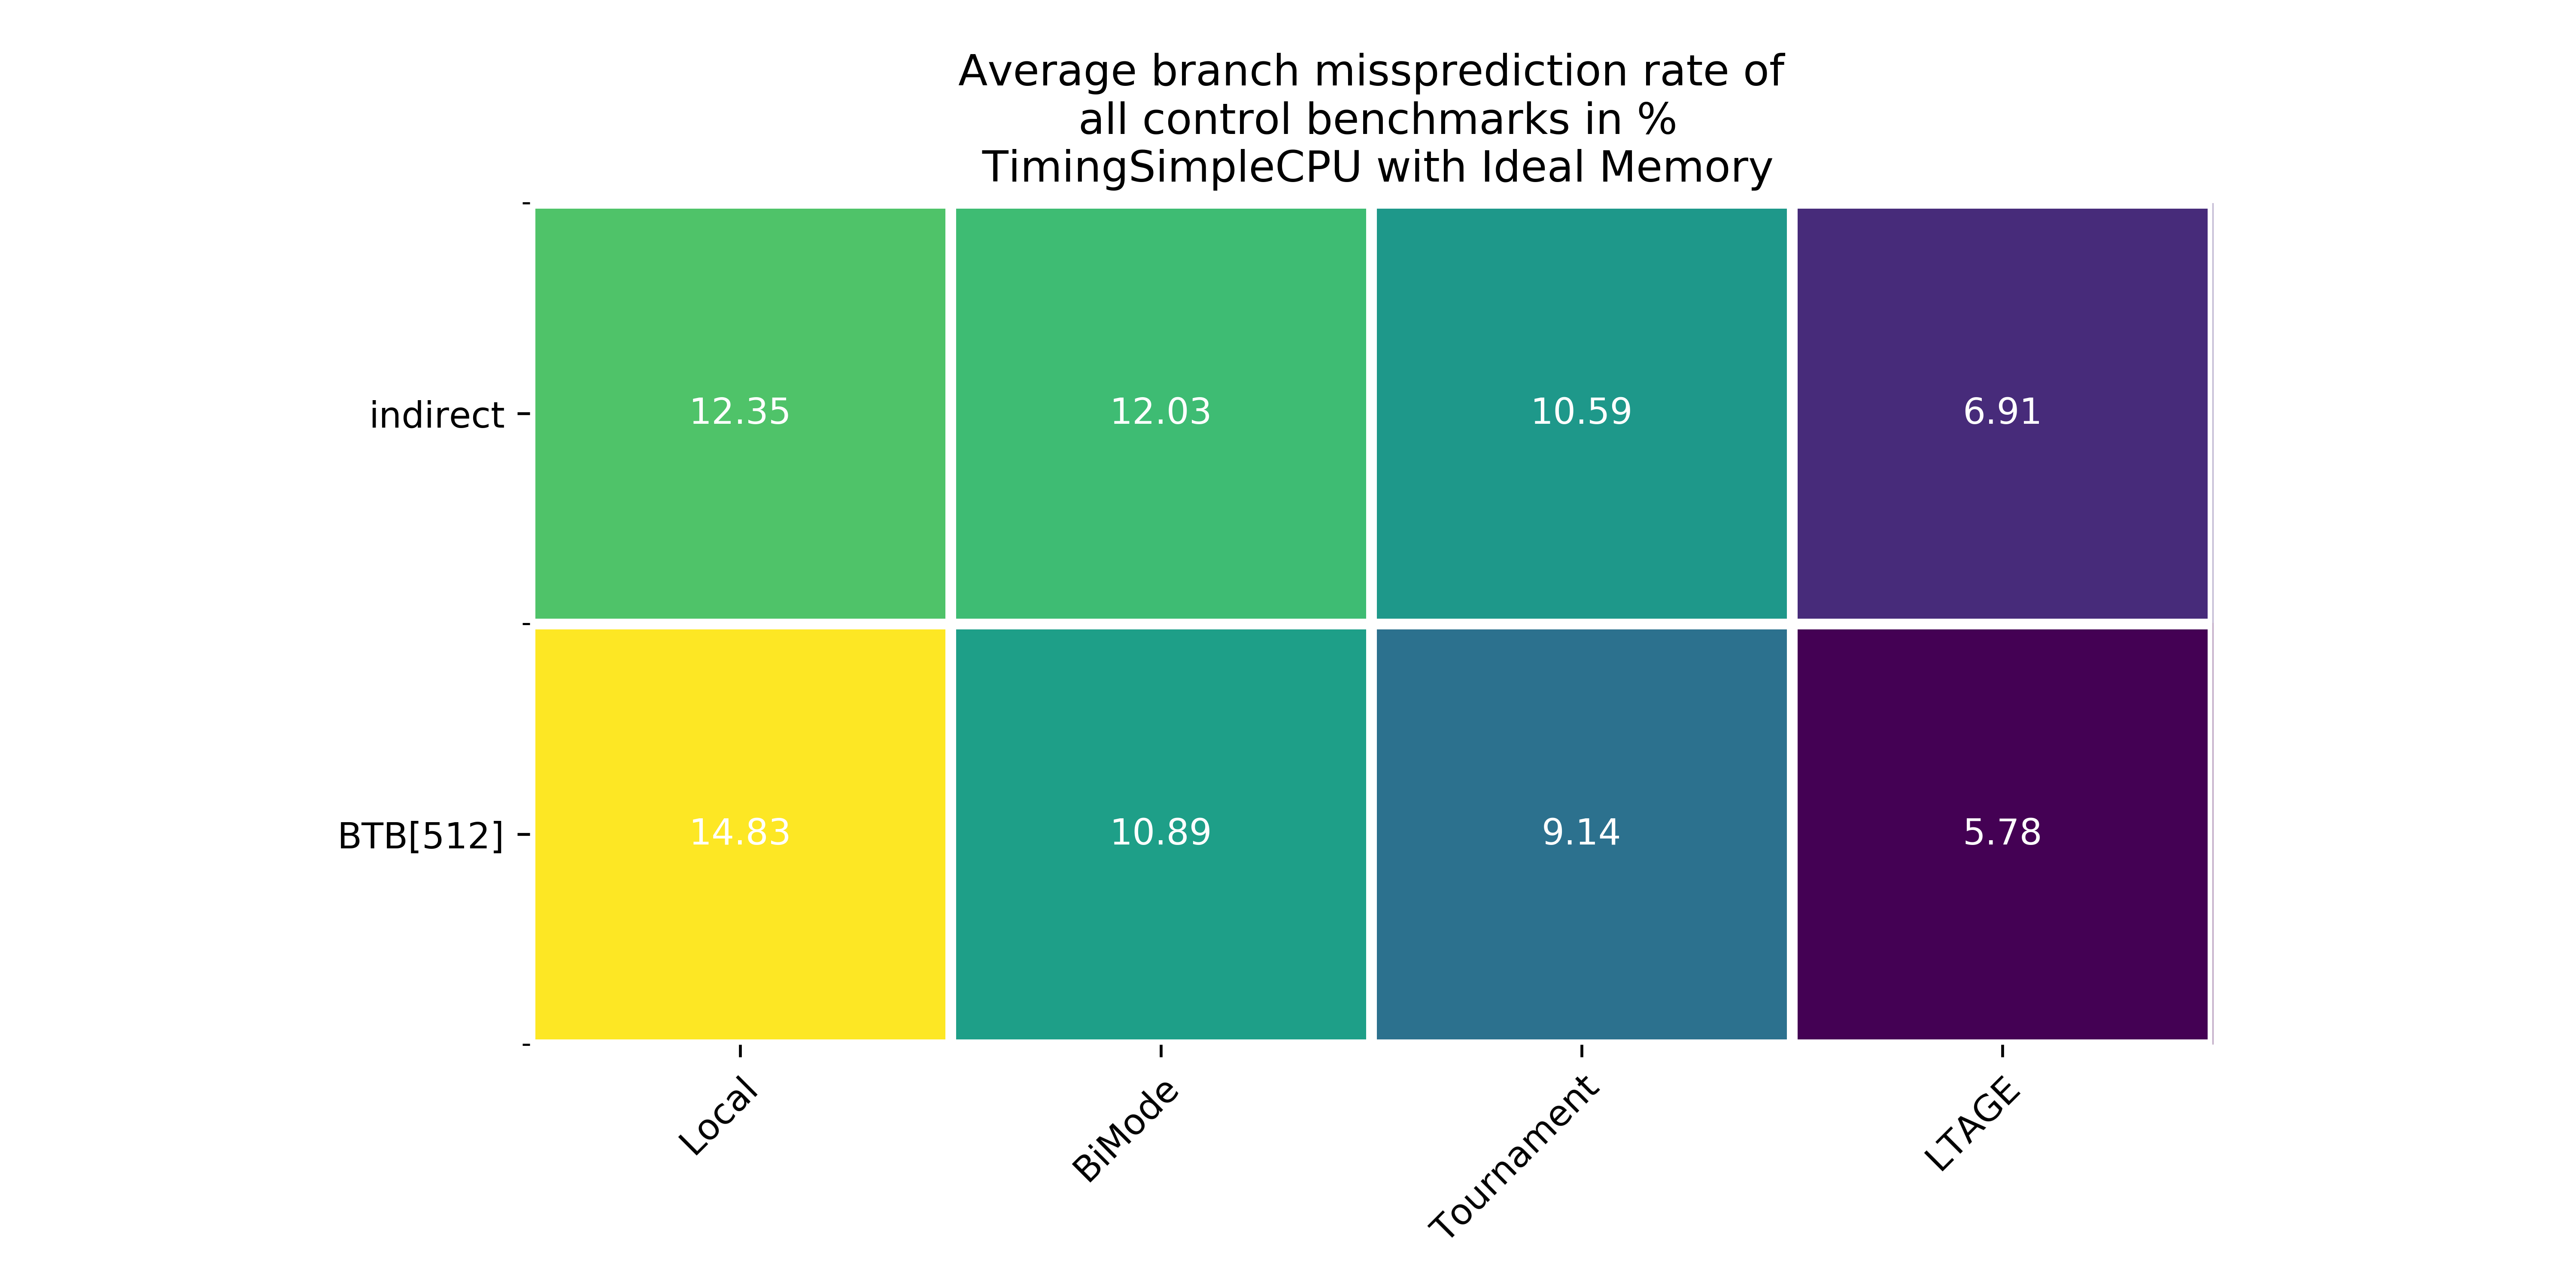 Average branch missprediction rate of
all control benchmarks in %
TimingSimpleCPU with Ideal Memory
indirect
12.35
12.03
10.59
6.91
BTB[512]
14.83
10.89
9.14
5.78
Local
BiMode
Tournament
LTAGE